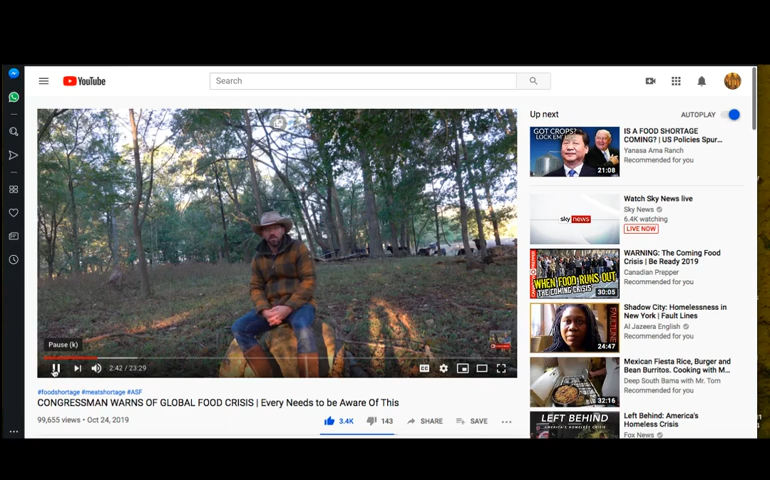 YouTube
Search
Up next
AUTOPLAY
GOT CROPS?
21:08
IS A FOOD SHORTAGE
COMING? | US Policies Spur...
Yanasa Ama Ranch
Recommended for you
sky news
Watch Sky News live
Sky News
6.4K watching
LIVE NOW
WHEN FOOD RUNS OUT
THE COMING CRISIS
30:05
WARNING: The Coming Food
Crisis | Be Ready 2019
Canadian Prepper
Recommended for you
24:47
Shadow City: Homelessness in
New York | Fault Lines
Al Jazeera English
Recommended for you
32:16
Mexican Fiesta Rice, Burger and
Bean Burritos. Cooking with M...
Deep South Bama with Mr. Tom
Recommended for you
LEFT BEHIND
Left Behind: America's
Homeless Crisis
Fox News
Pause (k)
2:42 / 23:29
#foodshortage #meatshortage #ASF
CONGRESSMAN WARNS OF GLOBAL FOOD CRISIS | Every Needs to be Aware Of This
99,655 views • Oct 24, 2019
3.4K
143
SHARE
SAVE